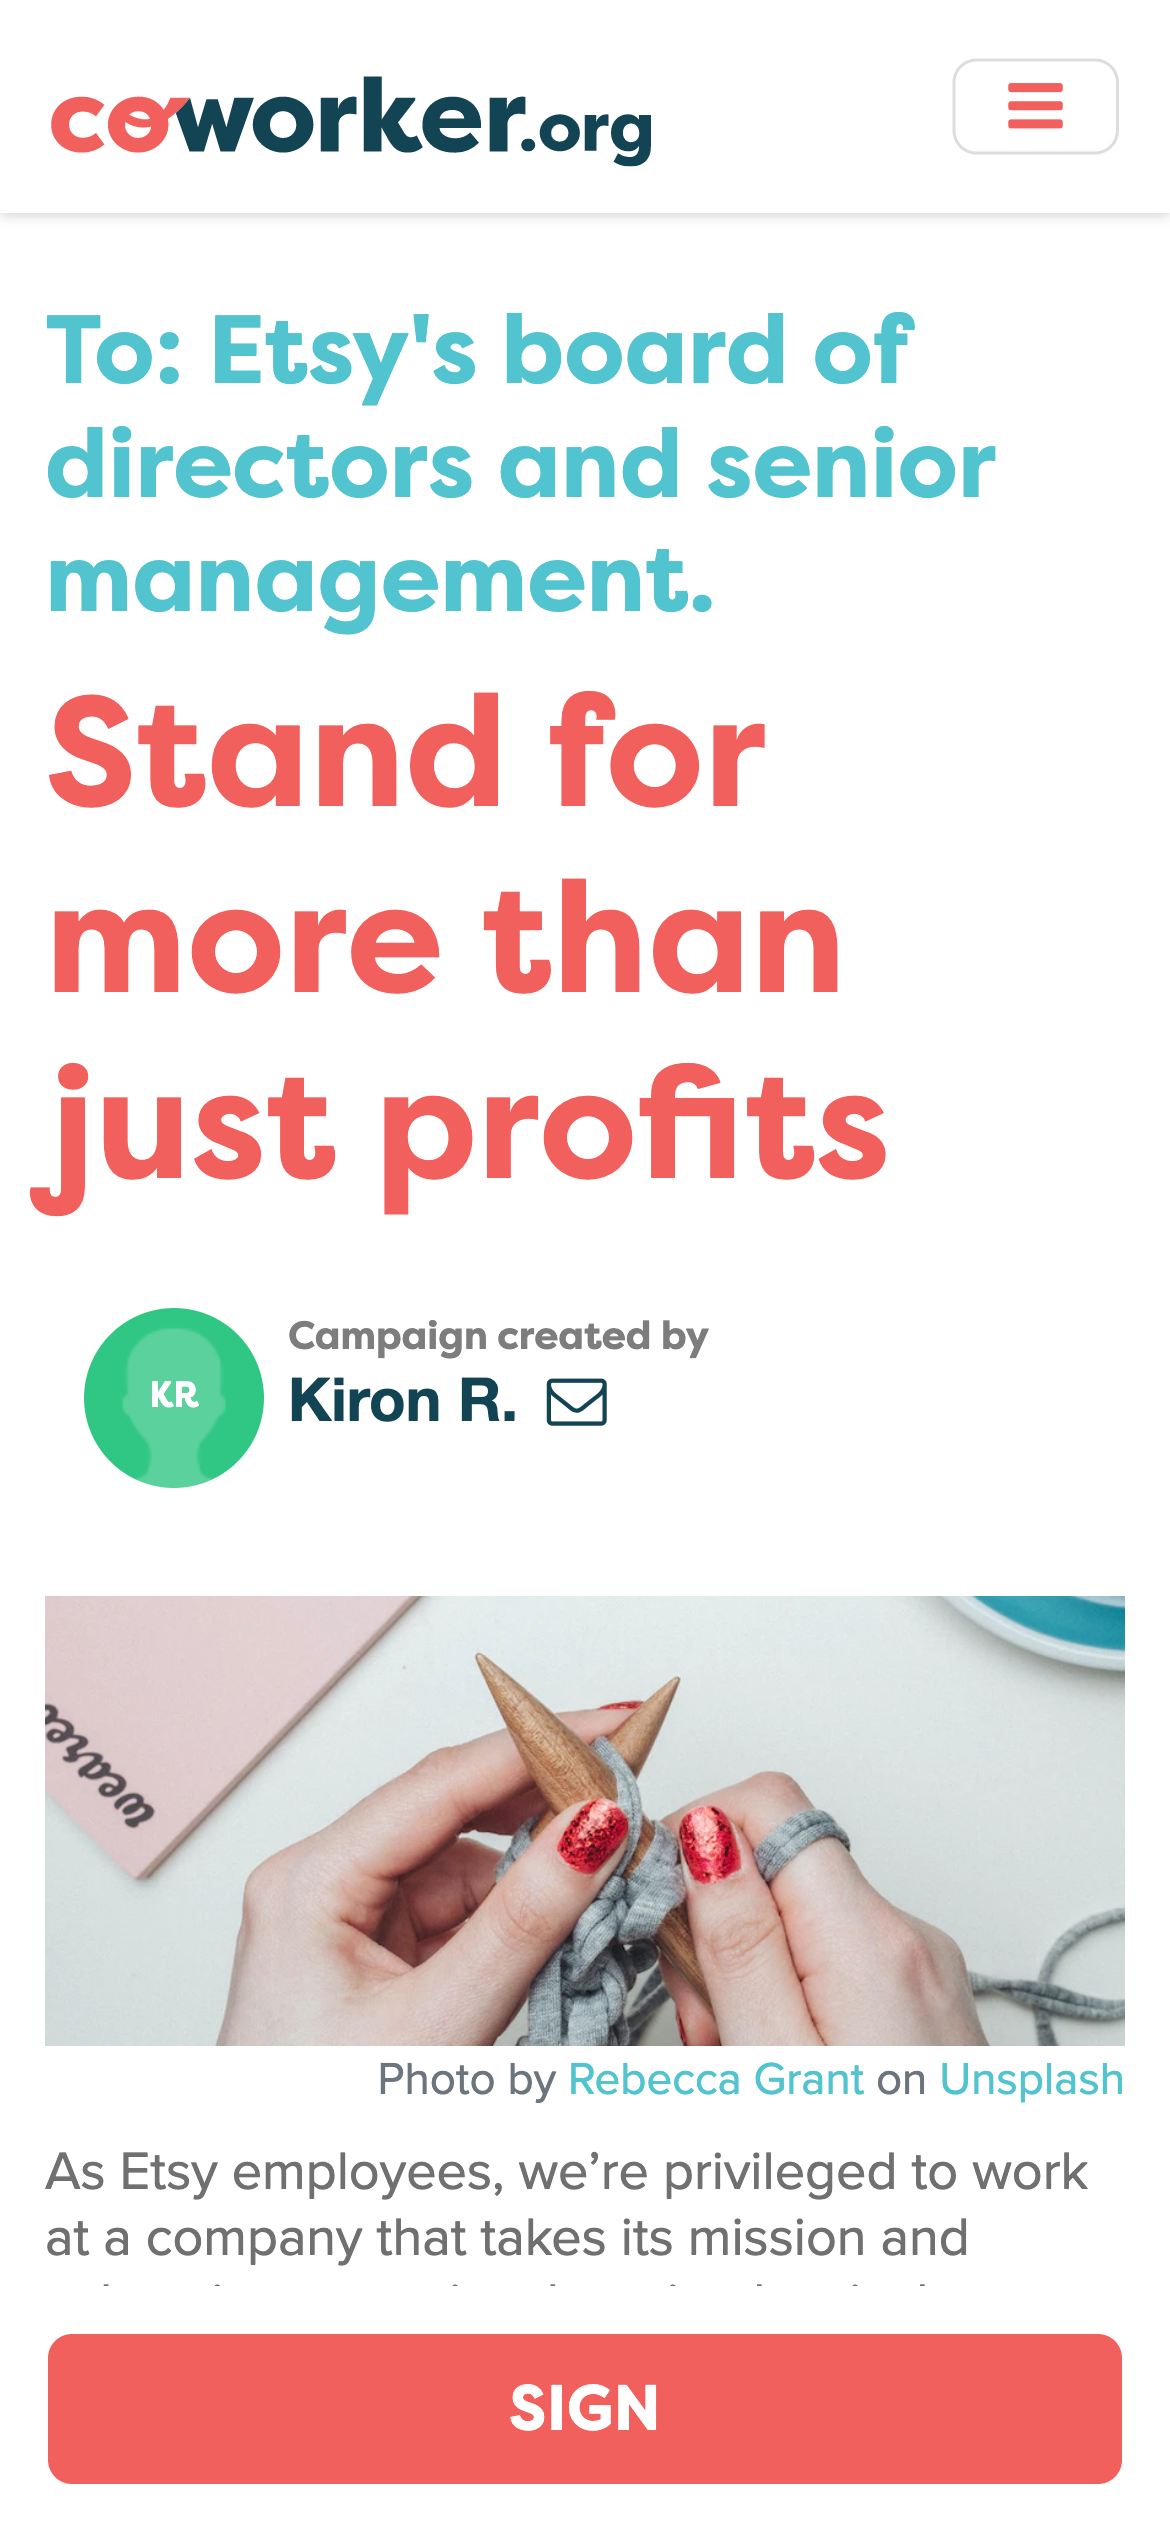 coworker.org
To: Etsy's board of
directors and senior
management.
Stand for
more than
just profits
KR
Campaign created by
Kiron R.
Photo by Rebecca Grant on Unsplash
As Etsy employees, we’re privileged to work
at a company that takes its mission and
SIGN